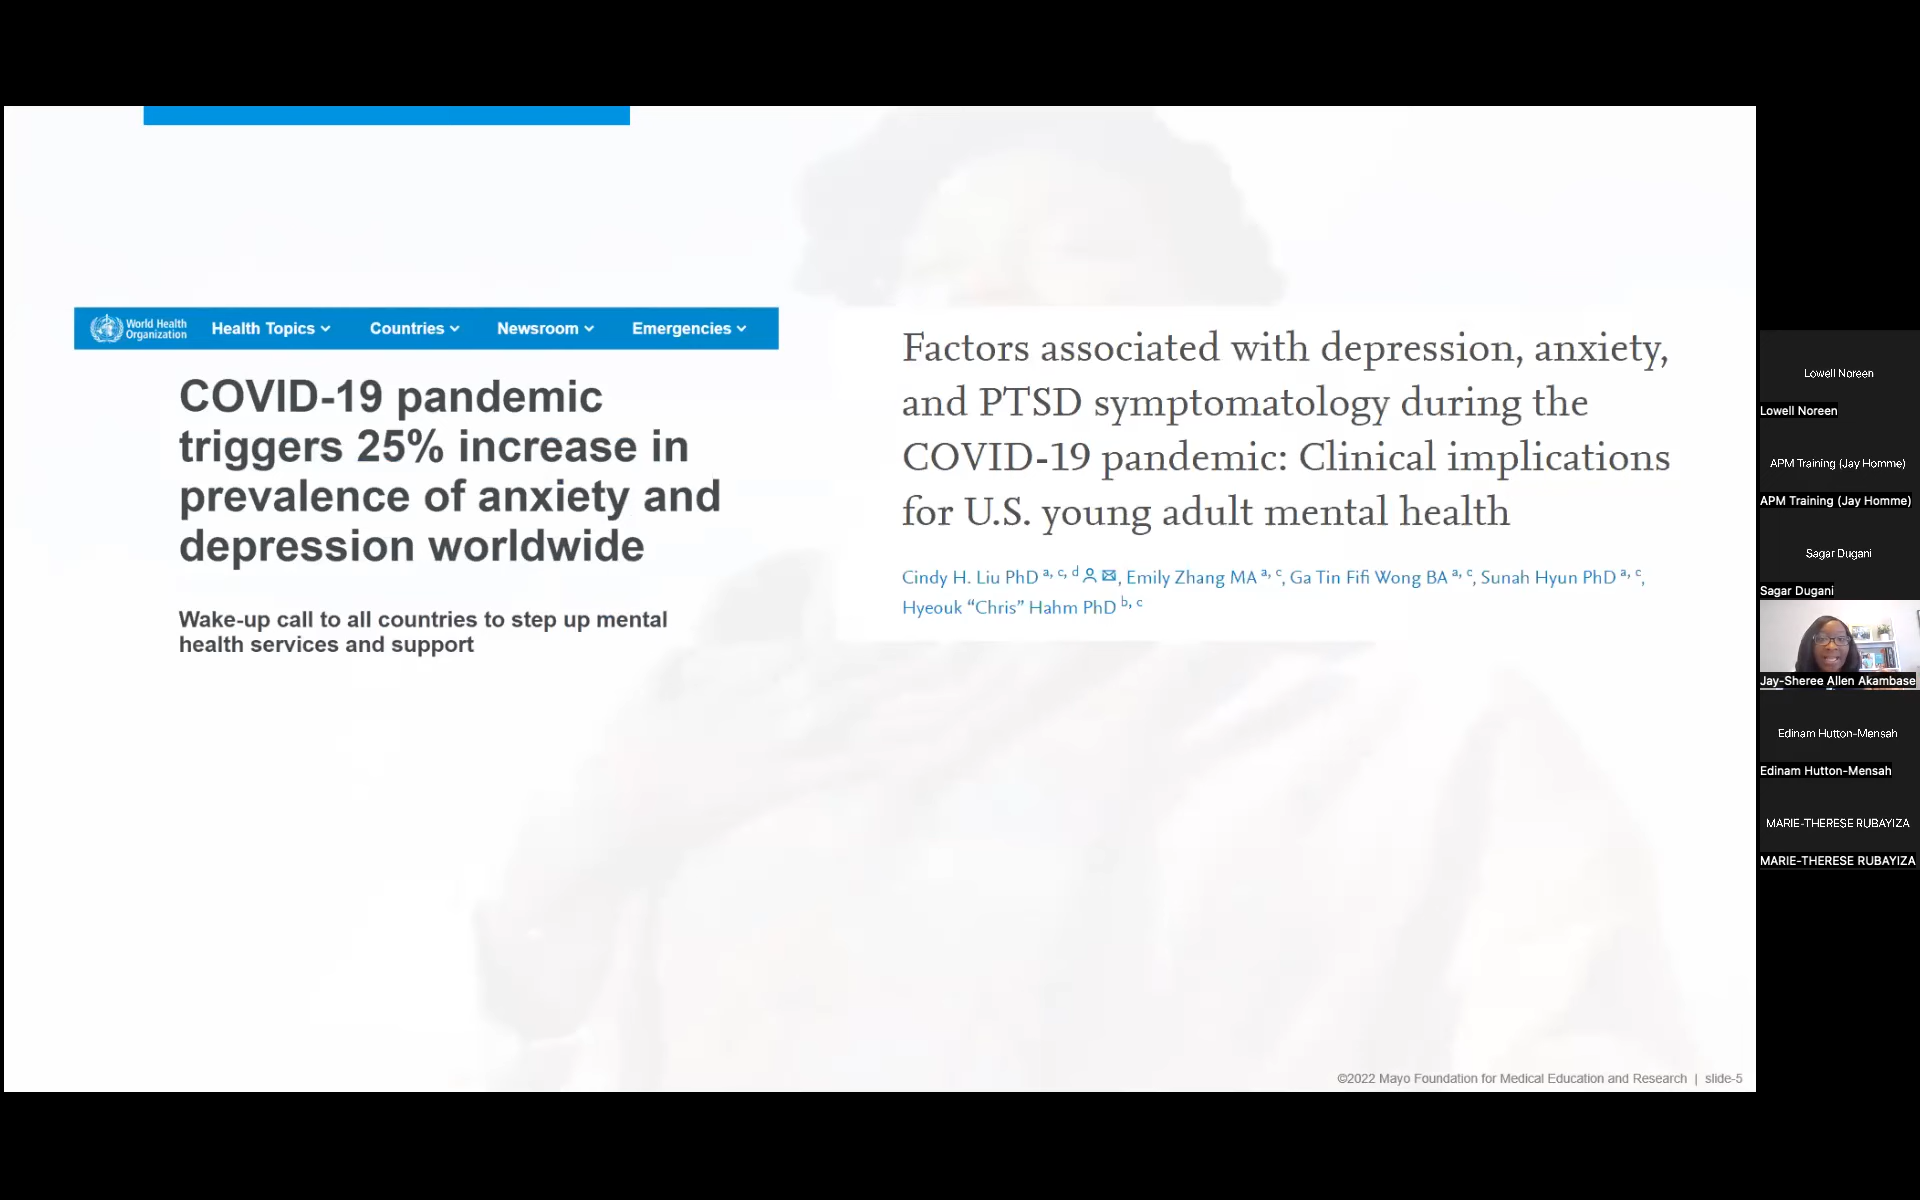 World Health
Organization
Health Topics
Countries
Newsroom
Emergencies
COVID-19 pandemic
triggers 25% increase in
prevalence of anxiety and
depression worldwide
Wake-up call to all countries to step up mental
health services and support
Factors associated with depression, anxiety,
and PTSD symptomatology during the
COVID-19 pandemic: Clinical implications
for U.S. young adult mental health
Cindy H. Liu PhD a, c, d, Emily Zhang MA a, c, Ga Tin Fifi Wong BA a, c, Sunah Hyun PhD a, c,
Hyeouk “Chris” Hahm PhD b, c
©2022 Mayo Foundation for Medical Education and Research | slide-5
Lowell Noreen
Lowell Noreen
APM Training (Jay Homme)
APM Training (Jay Homme)
Sagar Dugani
Sagar Dugani
Jay-Sheree Allen Akambase
Edinam Hutton-Mensah
Edinam Hutton-Mensah
MARIE-THERESE RUBAYIZA
MARIE-THERESE RUBAYIZA